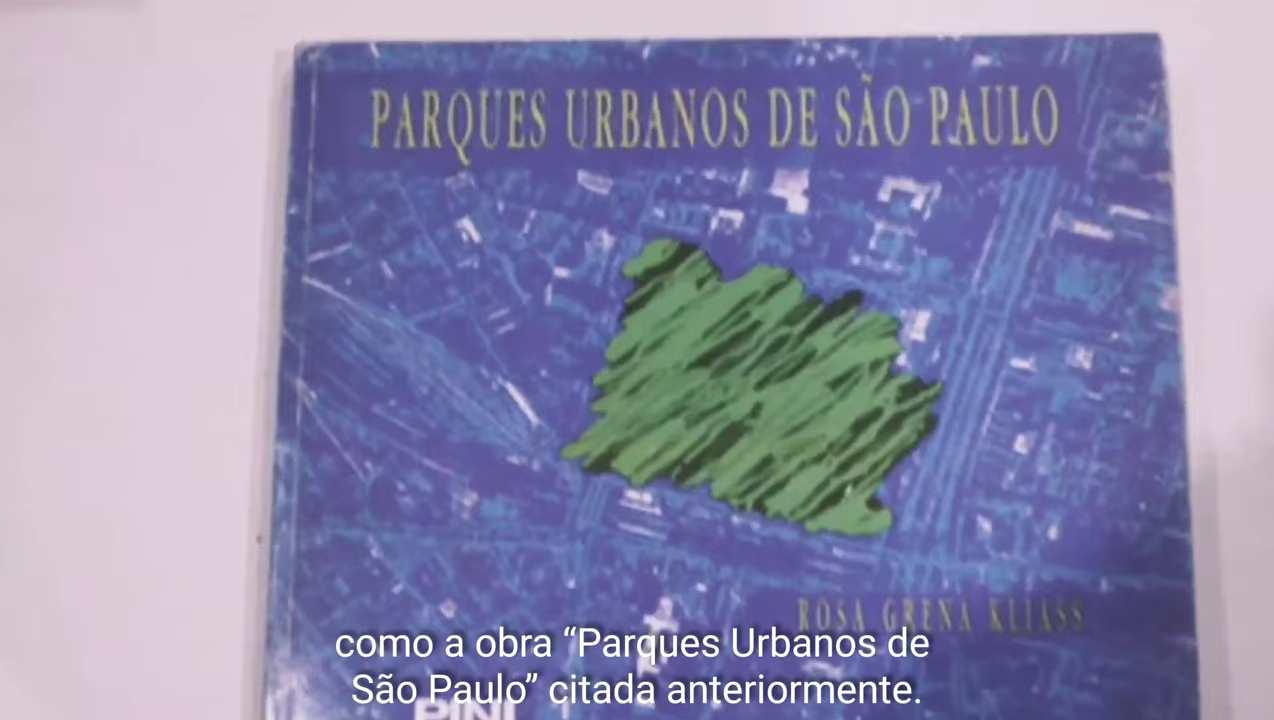 PARQUES URBANOS DE SÃO PAULO
ROSA GRENA KLIASS
como a obra “Parques Urbanos de
São Paulo” citada anteriormente.
PINI